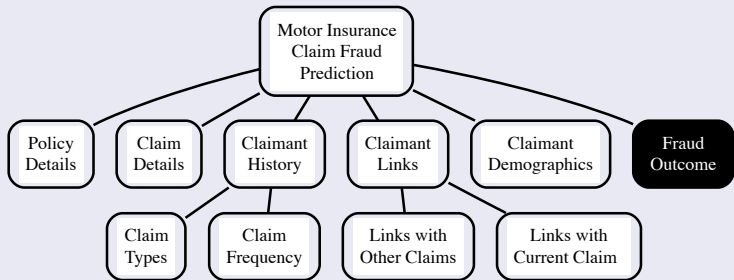 Motor Insurance
Claim Fraud
Prediction
Policy
Details
Claim
Details
Claimant
History
Claimant
Links
Claimant
Demographics
Fraud
Outcome
Claim
Types
Claim
Frequency
Links with
Other Claims
Links with
Current Claim